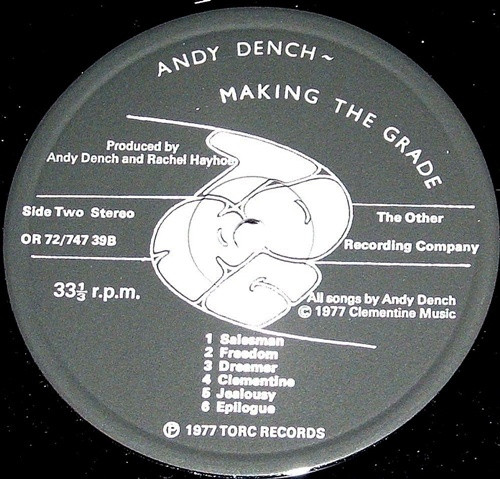 ANDY DENCH~
MAKING THE GRADE
Produced by
Andy Dench and Rachel Hayhoe
Side Two Stereo
OR 72/747 39B
The Other
Recording Company
33⅓ r.p.m.
All songs by Andy Dench
© 1977 Clementine Music
1 Salesman
2 Freedom
3 Dreamer
4 Clementine
5 Jealousy
6 Epilogue
℗ 1977 TORC RECORDS